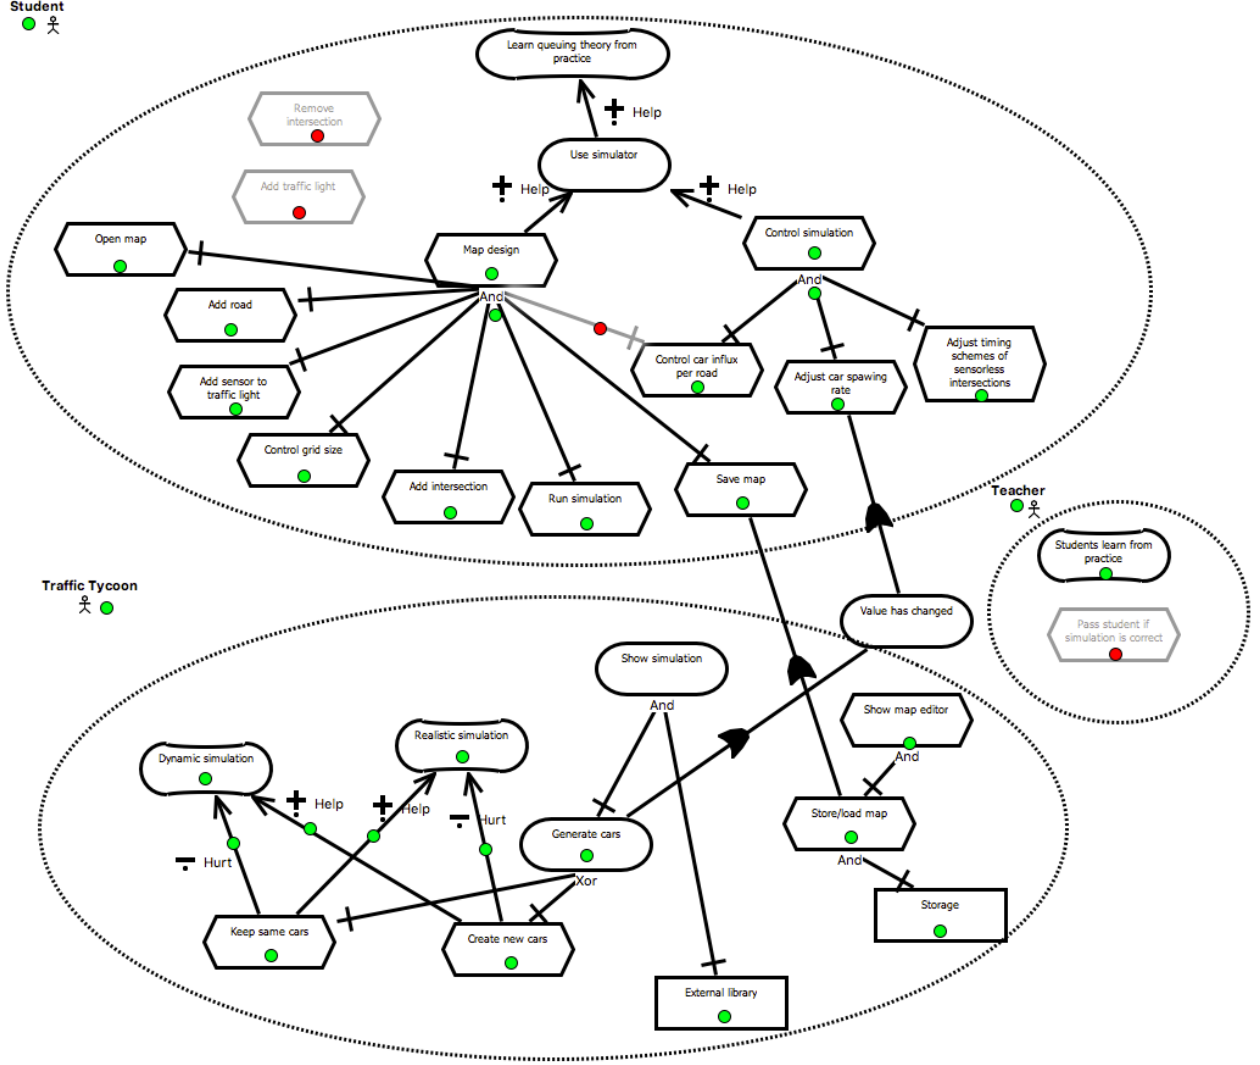 Student
Learn queuing theory from
practice
Remove
intersection
Help
Use simulator
Add traffic light
Help
Help
Open map
Map design
Control simulation
And
And
Add road
Control car influx
per road
Adjust timing
schemes of
sensorless
intersections
Add sensor to
traffic light
Adjust car spawing
rate
Control grid size
Add intersection
Run simulation
Save map
Teacher
Students learn from
practice
Pass student if
simulation is correct
Traffic Tycoon
Value has changed
Show simulation
And
Show map editor
And
Dynamic simulation
Realistic simulation
Help
Help
Hurt
Hurt
Generate cars
Xor
Store/load map
And
Storage
Keep same cars
Create new cars
External library